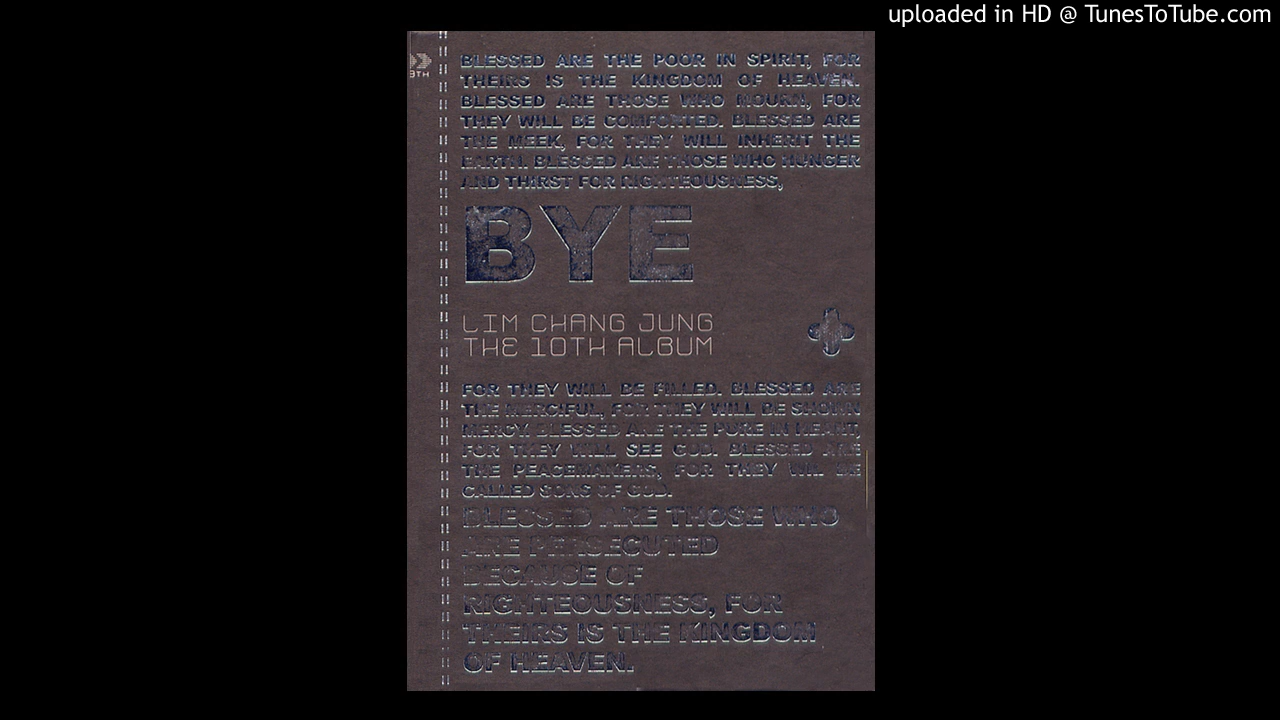 uploaded in HD @ TunesToTube.com
BLESSED ARE THE POOR IN SPIRIT, FOR
THEIRS IS THE KINGDOM OF HEAVEN.
BLESSED ARE THOSE WHO MOURN, FOR
THEY WILL BE COMFORTED. BLESSED ARE
THE MEEK, FOR THEY WILL INHERIT THE
EARTH. BLESSED ARE THOSE WHO HUNGER
AND THIRST FOR RIGHTEOUSNESS,
BYE
LIM CHANG JUNG
THE 10TH ALBUM
FOR THEY WILL BE FILLED. BLESSED ARE
THE MERCIFUL, FOR THEY WILL BE SHOWN
MERCY. BLESSED ARE THE PURE IN HEART,
FOR THEY WILL SEE GOD. BLESSED ARE
THE PEACEMAKERS, FOR THEY WILL BE
CALLED SONS OF GOD.
BLESSED ARE THOSE WHO
ARE PERSECUTED
BECAUSE OF
RIGHTEOUSNESS, FOR
THEIRS IS THE KINGDOM
OF HEAVEN.